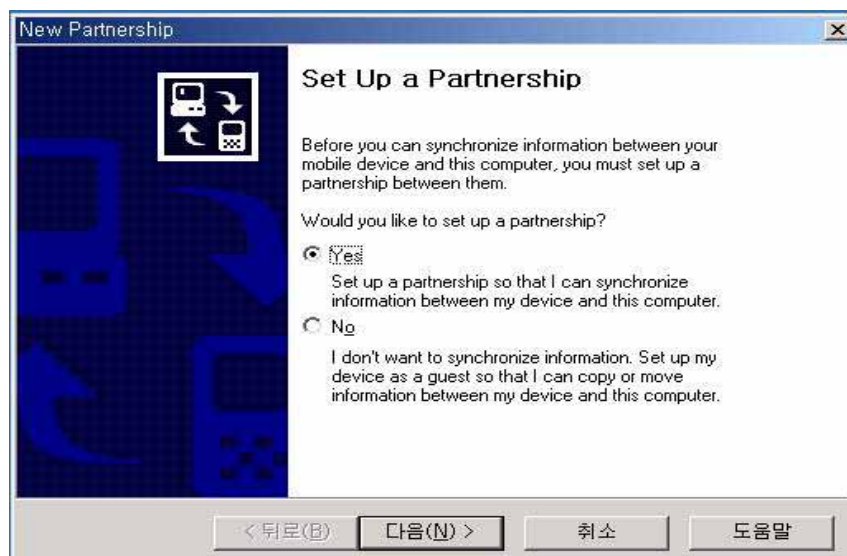 New Partnership
Set Up a Partnership
Before you can synchronize information between your
mobile device and this computer, you must set up a
partnership between them.
Would you like to set up a partnership?
Yes
Set up a partnership so that I can synchronize
information between my device and this computer.
No
I don't want to synchronize information. Set up my
device as a guest so that I can copy or move
information between my device and this computer.
< 뒤로(B) 다음(N) > 취소 도움말